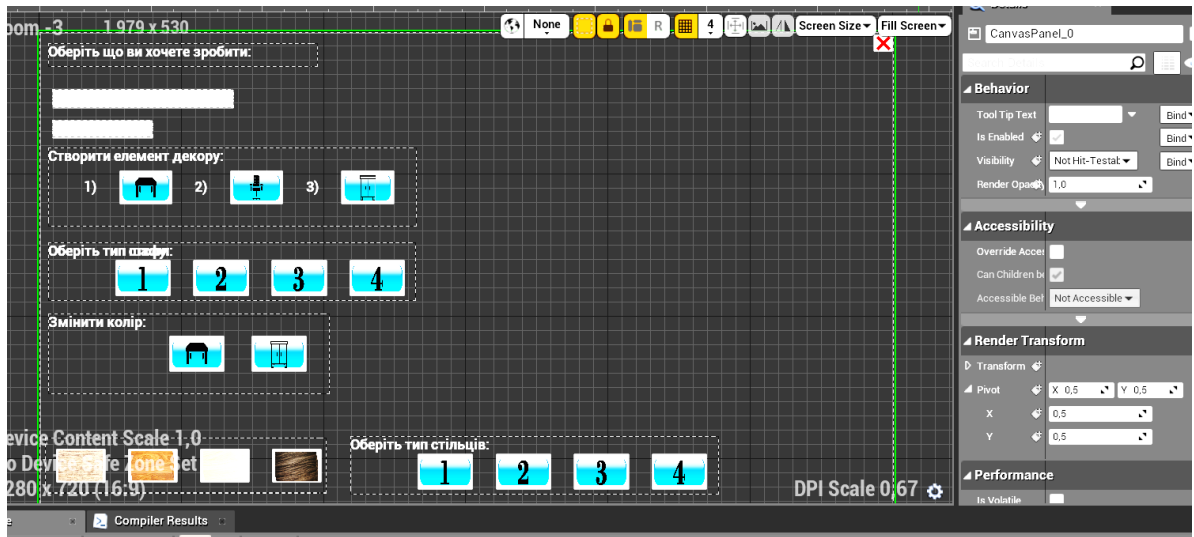 oom -3 1 979 x 530 None R 4 Screen Size Fill Screen
Оберіть що ви хочете зробити:
Створити елемент декору:
1) 2) 3)
Оберіть тип
1 2 3 4
Змінити колір:
evice Content Scale 1,0
o Device Safe Zone Set
280 x 720 (16:9)
Оберіть тип стільців:
1 2 3 4
DPI Scale 0,67
Compiler Results
Details
CanvasPanel_0
Behavior
Tool Tip Text Bind
Is Enabled Bind
Visibility Not Hit-Testab Bind
Render Opacity 1,0
Accessibility
Override Acces
Can Children be
Accessible Beh Not Accessible
Render Transform
Transform
Pivot X 0,5 Y 0,5
X 0,5
Y 0,5
Performance
Is Volatile